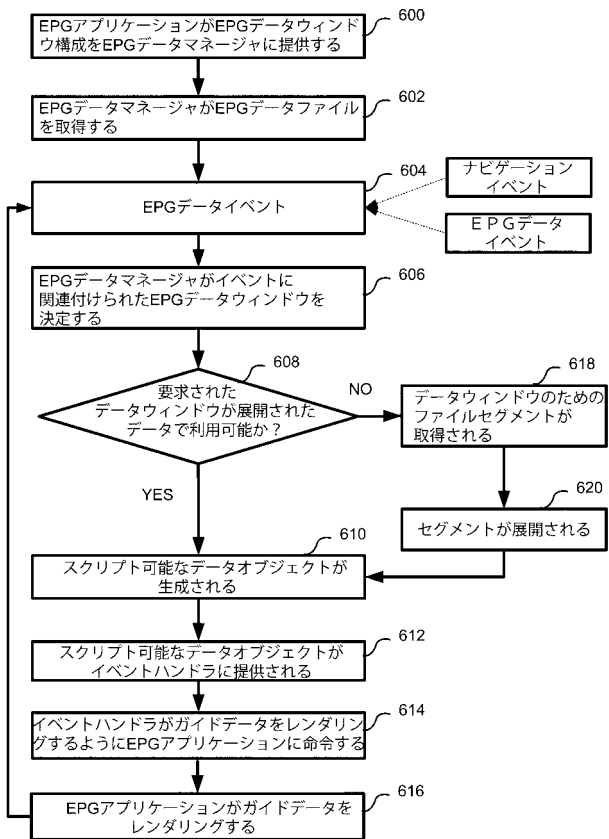 EPGアプリケーションがEPGデータウィンド
ウ構成をEPGデータマネージャに提供する
600
EPGデータマネージャがEPGデータファイル
を取得する
602
EPGデータイベント
604
ナビゲーション
イベント
ＥＰＧデータ
イベント
EPGデータマネージャがイベントに
関連付けられたEPGデータウィンドウを
決定する
606
要求された
データウィンドウが展開された
データで利用可能か？
608
NO
YES
データウィンドウのための
ファイルセグメントが
取得される
618
セグメントが展開される
620
スクリプト可能なデータオブジェクトが
生成される
610
スクリプト可能なデータオブジェクトが
イベントハンドラに提供される
612
イベントハンドラがガイドデータをレンダリン
グするようにEPGアプリケーションに命令する
614
EPGアプリケーションがガイドデータを
レンダリングする
616